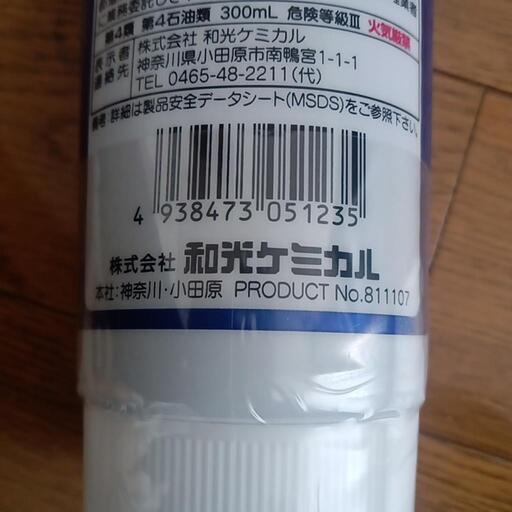 第4類 第4石油類 300mL 危険等級Ⅲ 火気厳禁
表示者 株式会社 和光ケミカル
連絡先 神奈川県小田原市南鴨宮1-1-1
TEL 0465-48-2211(代)
備考:詳細は製品安全データシート(MSDS)をご参照下さい。
4 938473 051235
株式会社 和光ケミカル
本社:神奈川・小田原 PRODUCT No.811107